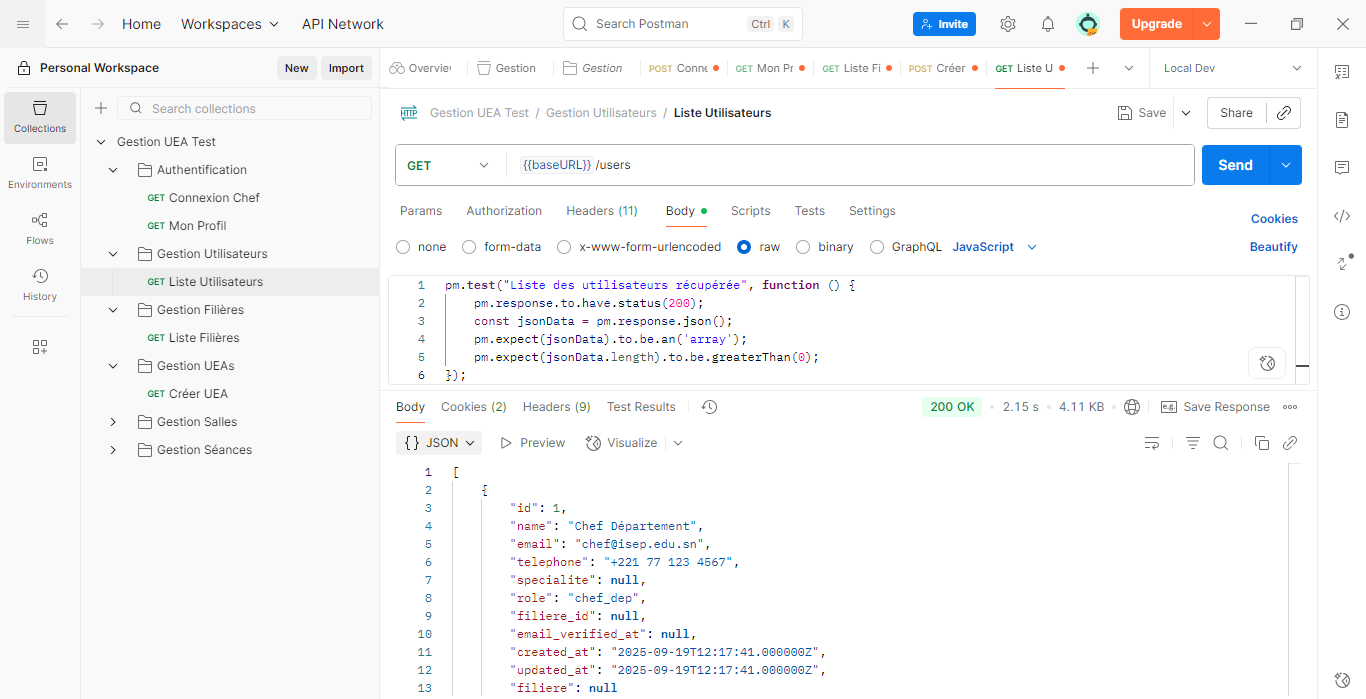 Home Workspaces API Network Search Postman Ctrl K Invite Upgrade
Personal Workspace New Import Overview Gestion Gestion POST Conne GET Mon Pr GET Liste Fi POST Créer GET Liste U Local Dev
Collections
Environments
Flows
History
Search collections
Gestion UEA Test
Authentification
GET Connexion Chef
GET Mon Profil
Gestion Utilisateurs
GET Liste Utilisateurs
Gestion Filières
GET Liste Filières
Gestion UEAs
GET Créer UEA
Gestion Salles
Gestion Séances
Gestion UEA Test / Gestion Utilisateurs / Liste Utilisateurs Save Share
GET {{baseURL}} /users Send
Params Authorization Headers (11) Body Scripts Tests Settings Cookies
none form-data x-www-form-urlencoded raw binary GraphQL JavaScript Beautify
1 pm.test("Liste des utilisateurs récupérée", function () {
2 pm.response.to.have.status(200);
3 const jsonData = pm.response.json();
4 pm.expect(jsonData).to.be.an('array');
5 pm.expect(jsonData.length).to.be.greaterThan(0);
6 });
Body Cookies (2) Headers (9) Test Results 200 OK 2.15 s 4.11 KB e.g. Save Response
{} JSON Preview Visualize
1 [
2 {
3 "id": 1,
4 "name": "Chef Département",
5 "email": "chef@isep.edu.sn",
6 "telephone": "+221 77 123 4567",
7 "specialite": null,
8 "role": "chef_dep",
9 "filiere_id": null,
10 "email_verified_at": null,
11 "created_at": "2025-09-19T12:17:41.000000Z",
12 "updated_at": "2025-09-19T12:17:41.000000Z",
13 "filiere": null